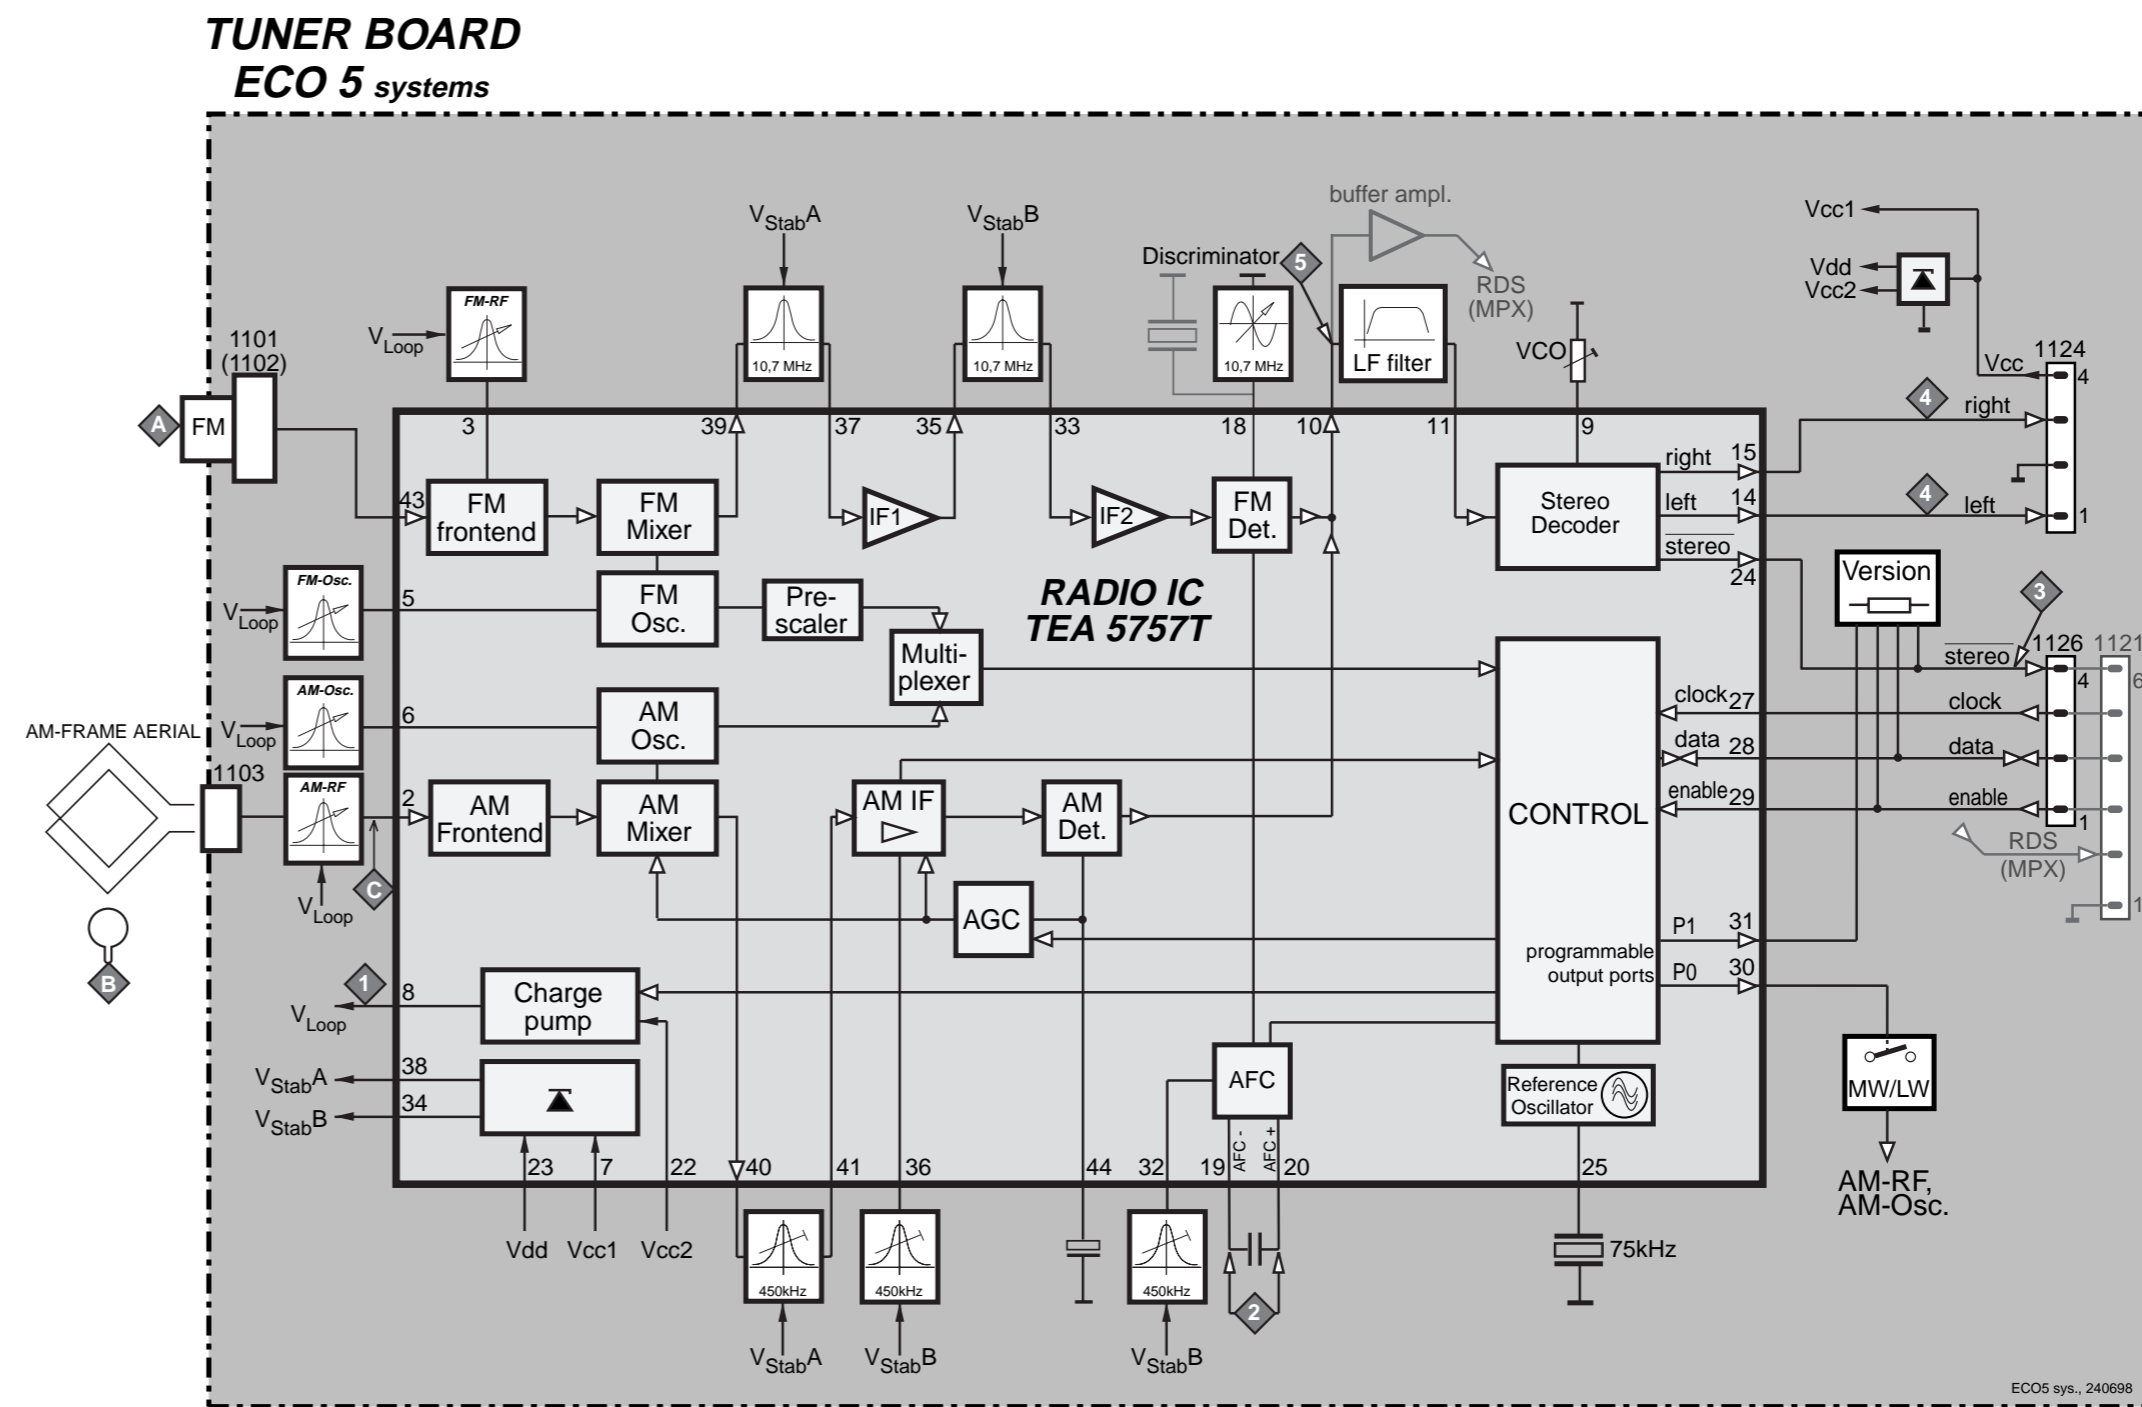 TUNER BOARD
ECO 5 systems
VStabA
VStabB
buffer ampl.
Vcc1
Discriminator
5
RDS
(MPX)
Vdd
Vcc2
FM-RF
VLoop
10,7 MHz
10,7 MHz
10,7 MHz
LF filter
VCO
1101
(1102)
Vcc
1124
4
A
FM
3
39
37
35
33
18
10
11
9
4
right
right
15
43
FM
frontend
FM
Mixer
IF1
IF2
FM
Det.
Stereo
Decoder
left
14
4
left
1
stereo
24
FM-Osc.
VLoop
5
FM
Osc.
Pre-
scaler
RADIO IC
TEA 5757T
Version
3
Multi-
plexer
stereo
1126
1121
4
6
AM-Osc.
VLoop
6
AM
Osc.
clock
27
clock
data
28
data
AM-FRAME AERIAL
1103
AM-RF
2
AM
Frontend
AM
Mixer
AM IF
AM
Det.
CONTROL
enable
29
enable
1
RDS
(MPX)
1
C
VLoop
AGC
B
P1
31
programmable
output ports
P0
30
1
8
VLoop
Charge
pump
38
VStabA
34
VStabB
AFC
Reference
Oscillator
MW/LW
AFC -
AFC +
23
7
22
40
41
36
44
32
19
20
25
AM-RF,
AM-Osc.
Vdd
Vcc1
Vcc2
450kHz
450kHz
450kHz
2
75kHz
VStabA
VStabB
VStabB
ECO5 sys., 240698